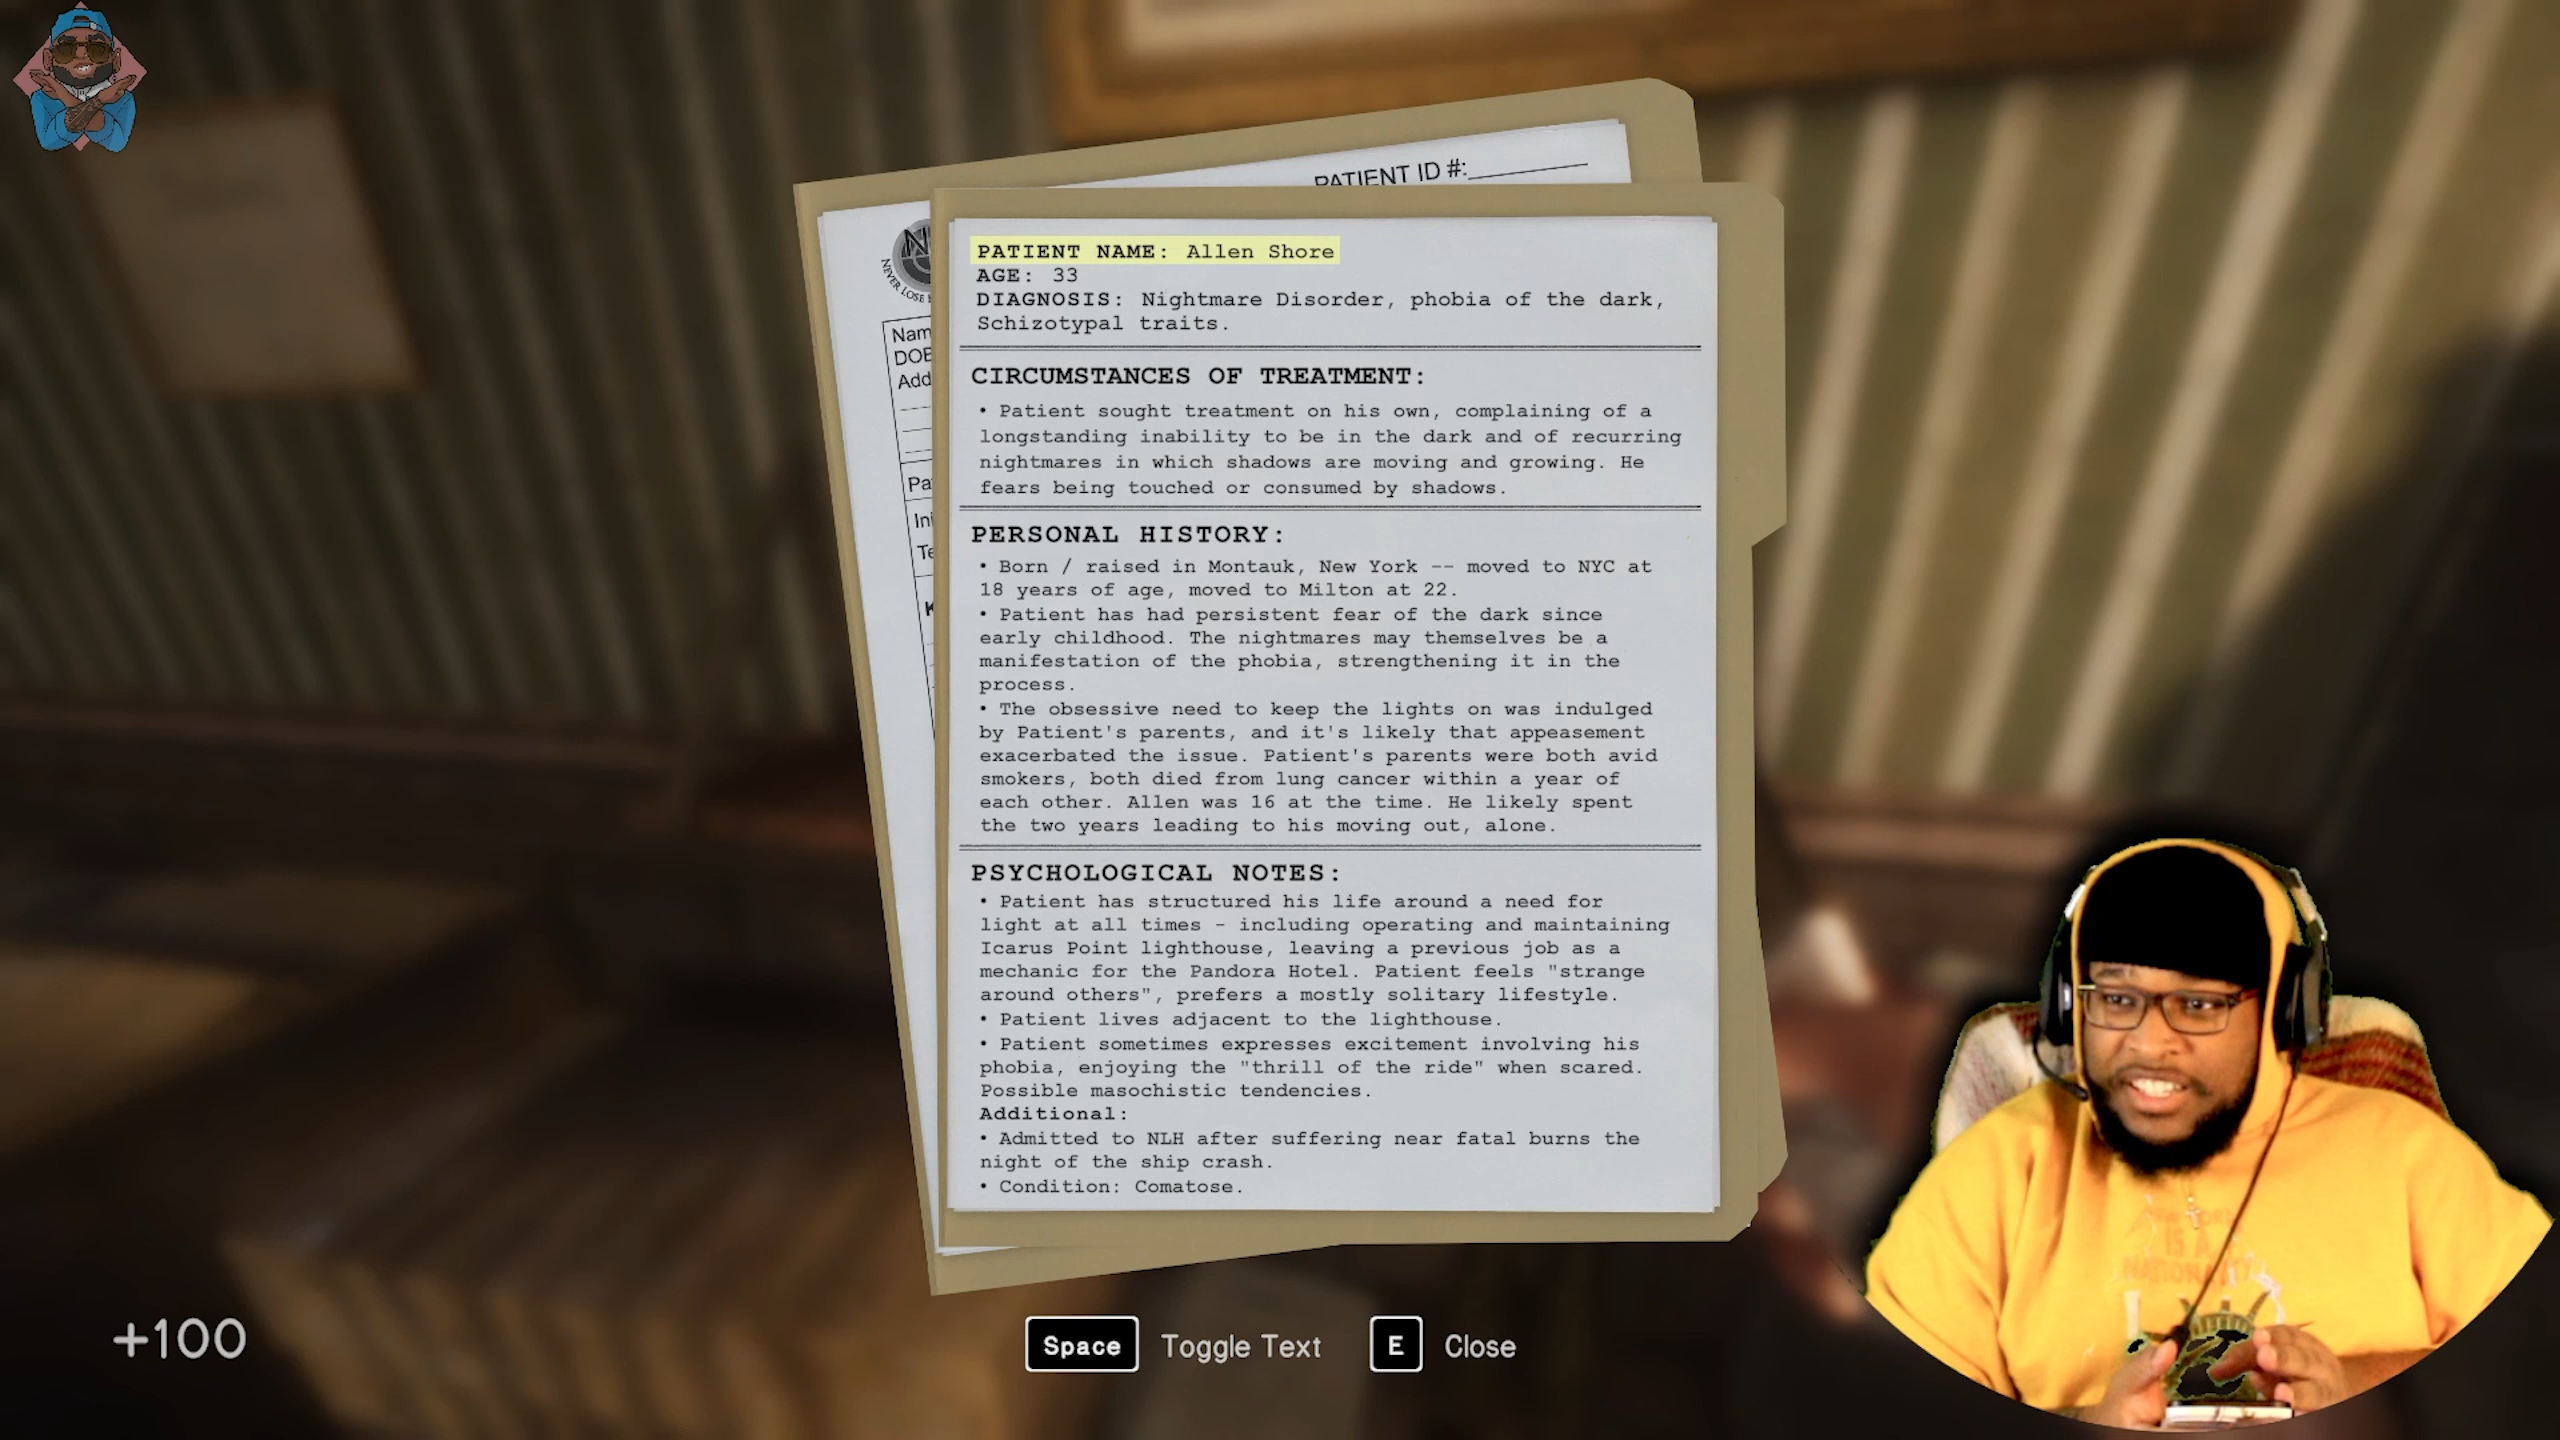 PATIENT ID #:
NEVER LOSE
PATIENT NAME: Allen Shore
AGE: 33
DIAGNOSIS: Nightmare Disorder, phobia of the dark,
Schizotypal traits.
CIRCUMSTANCES OF TREATMENT:
• Patient sought treatment on his own, complaining of a
longstanding inability to be in the dark and of recurring
nightmares in which shadows are moving and growing. He
fears being touched or consumed by shadows.
PERSONAL HISTORY:
• Born / raised in Montauk, New York -- moved to NYC at
18 years of age, moved to Milton at 22.
• Patient has had persistent fear of the dark since
early childhood. The nightmares may themselves be a
manifestation of the phobia, strengthening it in the
process.
• The obsessive need to keep the lights on was indulged
by Patient's parents, and it's likely that appeasement
exacerbated the issue. Patient's parents were both avid
smokers, both died from lung cancer within a year of
each other. Allen was 16 at the time. He likely spent
the two years leading to his moving out, alone.
PSYCHOLOGICAL NOTES:
• Patient has structured his life around a need for
light at all times - including operating and maintaining
Icarus Point lighthouse, leaving a previous job as a
mechanic for the Pandora Hotel. Patient feels "strange
around others", prefers a mostly solitary lifestyle.
• Patient lives adjacent to the lighthouse.
• Patient sometimes expresses excitement involving his
phobia, enjoying the "thrill of the ride" when scared.
Possible masochistic tendencies.
Additional:
• Admitted to NLH after suffering near fatal burns the
night of the ship crash.
• Condition: Comatose.
Nam
DOB
Add
Pa
Ini
Te
+100
Space Toggle Text E Close
IS A
NATIONALITY